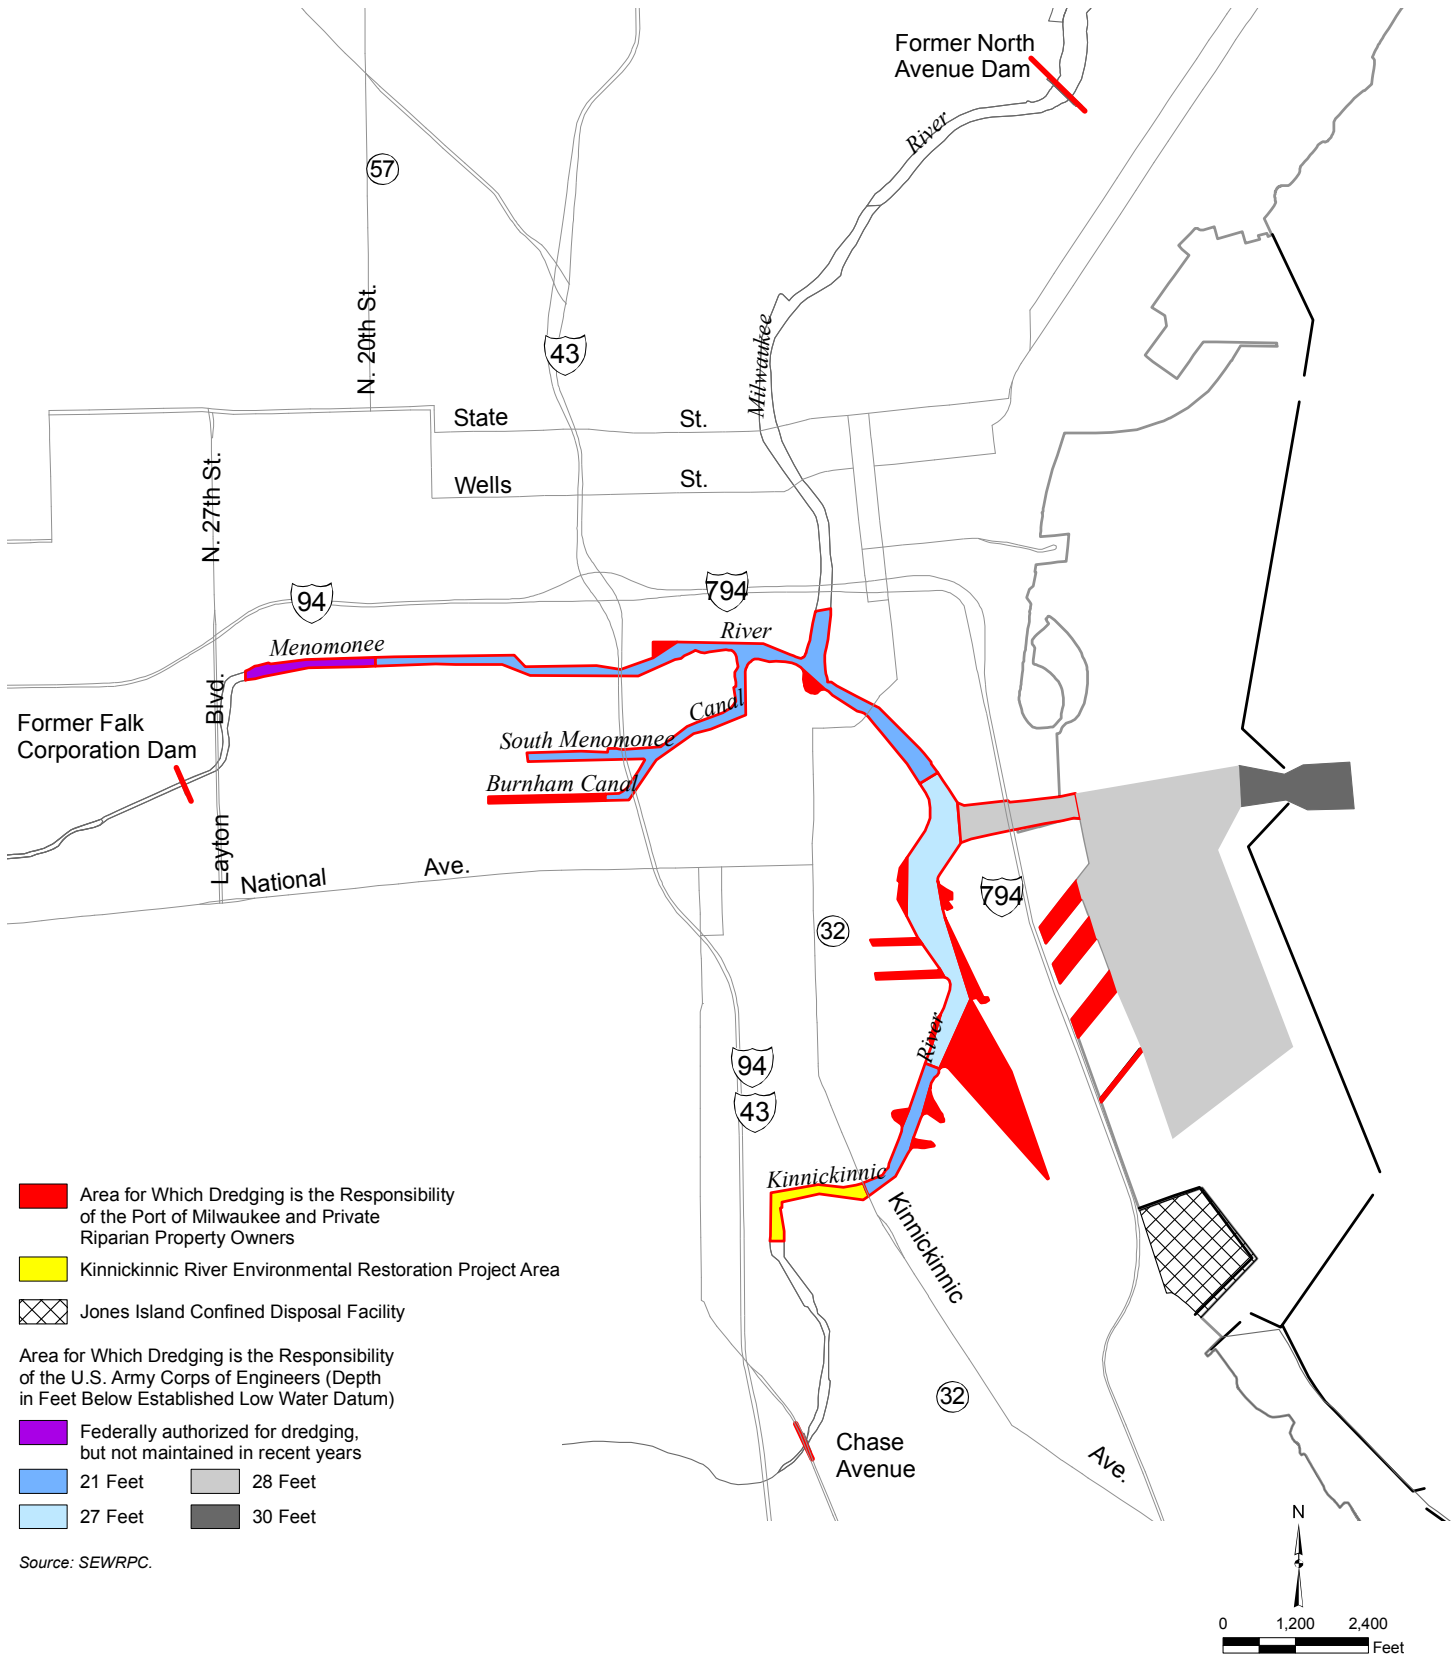 Former North
Avenue Dam
River
57
N. 20th St.
43
Milwaukee
State St.
Wells St.
N. 27th St.
94
794
Menomonee River
Former Falk
Corporation Dam
Blvd.
Canal
South Menomonee
Burnham Canal
Layton
National Ave.
794
32
River
94
43
Kinnickinnic
Kinnickinnic
Ave.
32
Chase
Avenue
Area for Which Dredging is the Responsibility
of the Port of Milwaukee and Private
Riparian Property Owners
Kinnickinnic River Environmental Restoration Project Area
Jones Island Confined Disposal Facility
Area for Which Dredging is the Responsibility
of the U.S. Army Corps of Engineers (Depth
in Feet Below Established Low Water Datum)
Federally authorized for dredging,
but not maintained in recent years
21 Feet 28 Feet
27 Feet 30 Feet
Source: SEWRPC.
N
0 1,200 2,400
Feet